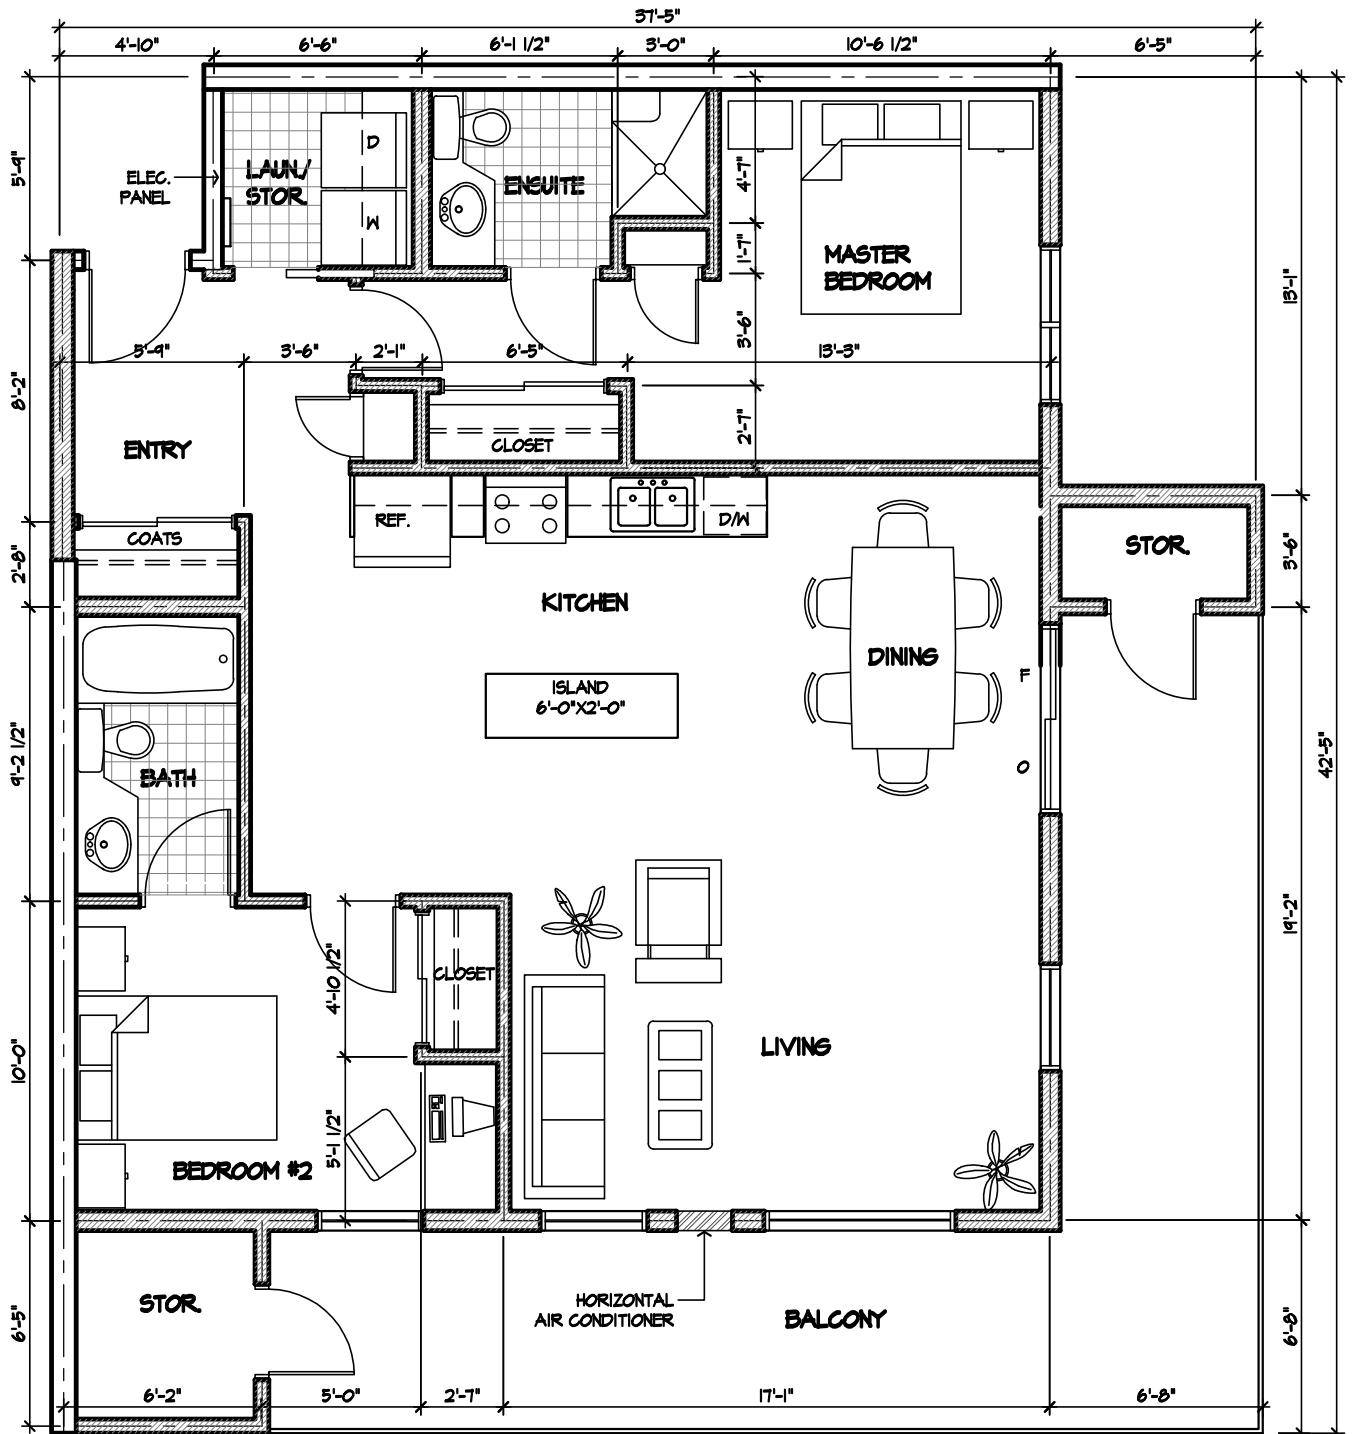 37'-5"
4'-10"
6'-6"
6'-1 1/2"
3'-0"
10'-6 1/2"
6'-5"
5'-9"
ELEC.
PANEL
LAUN./
STOR.
D
W
ENSUITE
4'-7"
1'-7"
MASTER
BEDROOM
13'-1"
5'-9"
3'-6"
2'-1"
6'-5"
3'-6"
13'-3"
8'-2"
ENTRY
CLOSET
2'-7"
COATS
REF.
D/W
STOR.
3'-6"
2'-8"
KITCHEN
DINING
F
ISLAND
6'-0"X2'-0"
O
42'-5"
9'-2 1/2"
BATH
19'-2"
4'-10 1/2"
CLOSET
LIVING
10'-0"
5'-1 1/2"
BEDROOM #2
STOR.
HORIZONTAL
AIR CONDITIONER
BALCONY
6'-5"
6'-8"
6'-2"
5'-0"
2'-7"
17'-1"
6'-8"